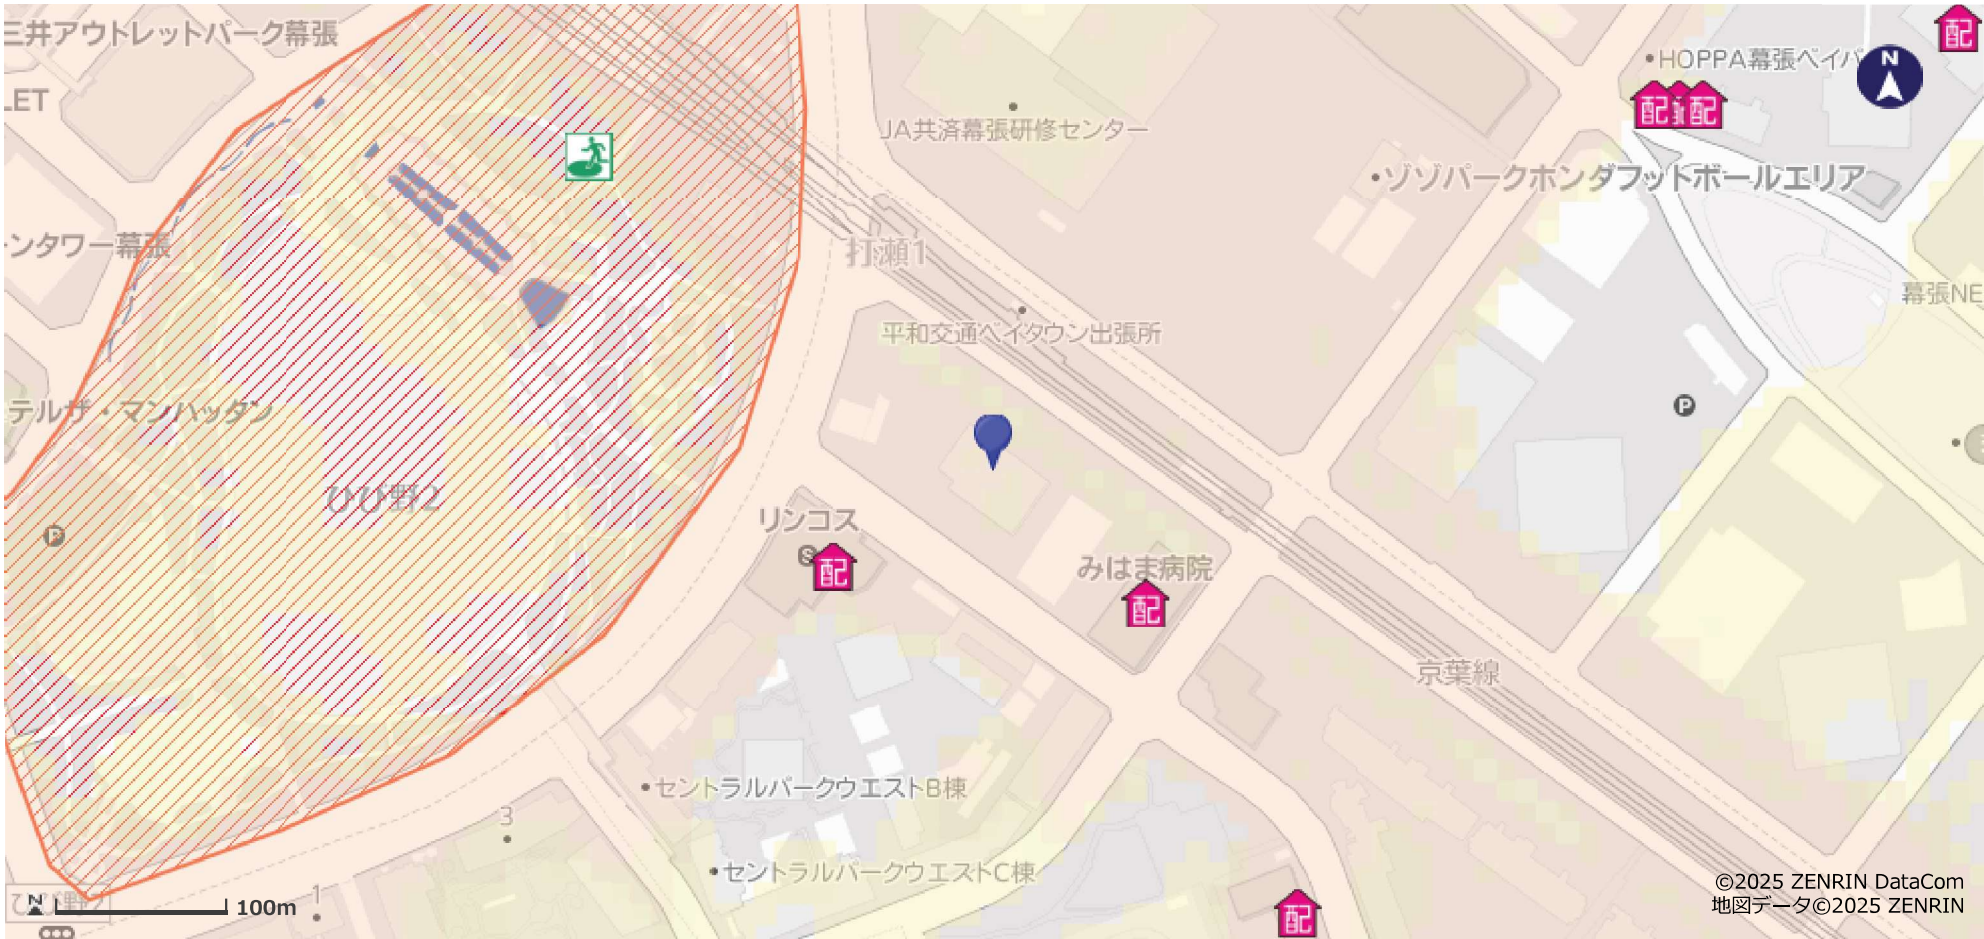 三井アウトレットパーク幕張
HOPPA幕張ベイパ
配
N
LET
配
配
JA共済幕張研修センター
ゾゾパークホンダフットボールエリア
ンタワー幕張
打瀬1
幕張NE
平和交通ベイタウン出張所
テルザ・マンハッタン
P
ひび野2
リンコス
P
S
配
みはま病院
配
京葉線
セントラルパークウエストB棟
3
セントラルパークウエストC棟
1
配
N
100m
©2025 ZENRIN DataCom
地図データ©2025 ZENRIN